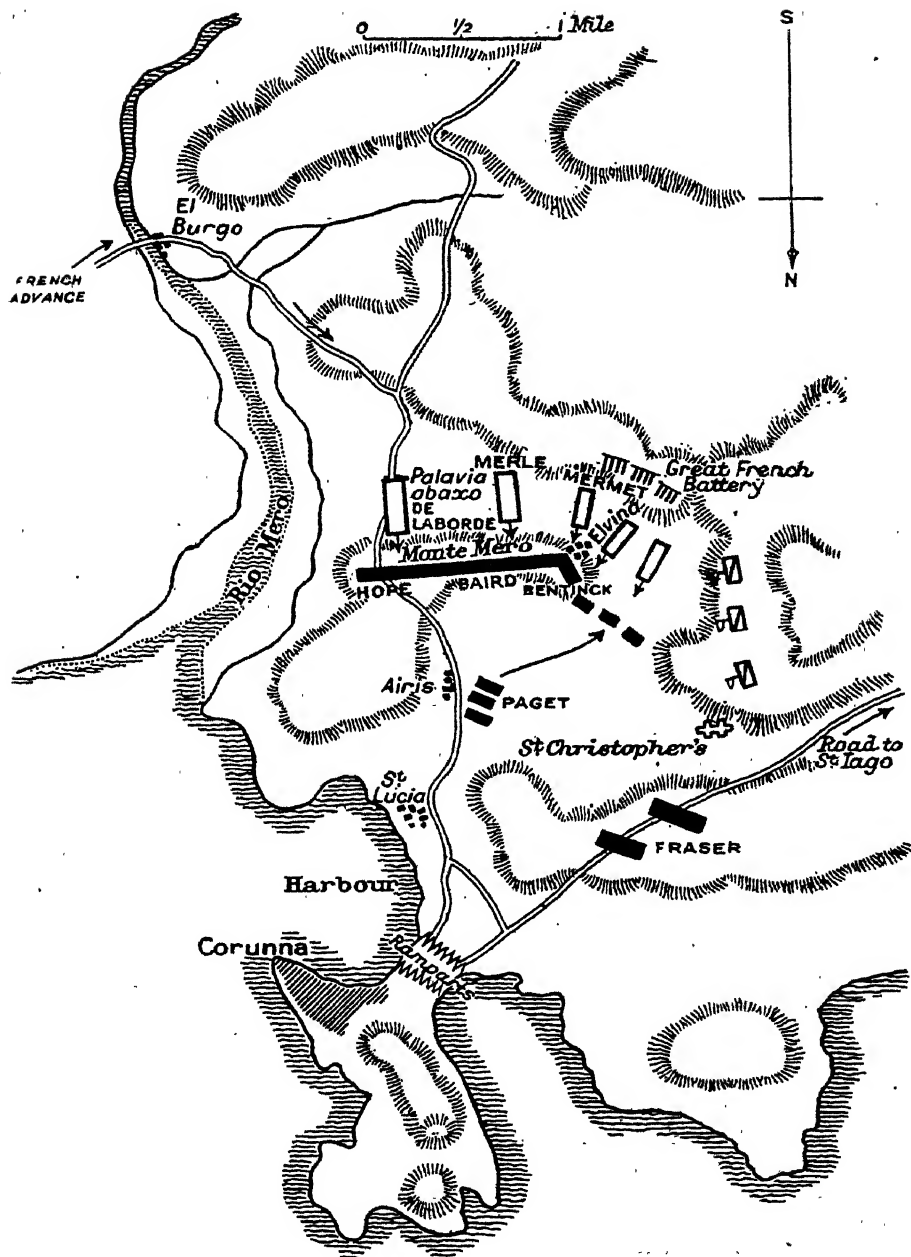 0 1/2 1 Mile
S
N
El
Burgo
FRENCH
ADVANCE
Rio Mero
Palavia
abaxo
DE
LABORDE
MERLE
MERMET
Great French
Battery
Elvino
Monte Mero
HOPE
BAIRD
BENTINCK
Airis
PAGET
St Christopher's
Road to
St Iago
St
Lucia
FRASER
Harbour
Corunna
Ramparts